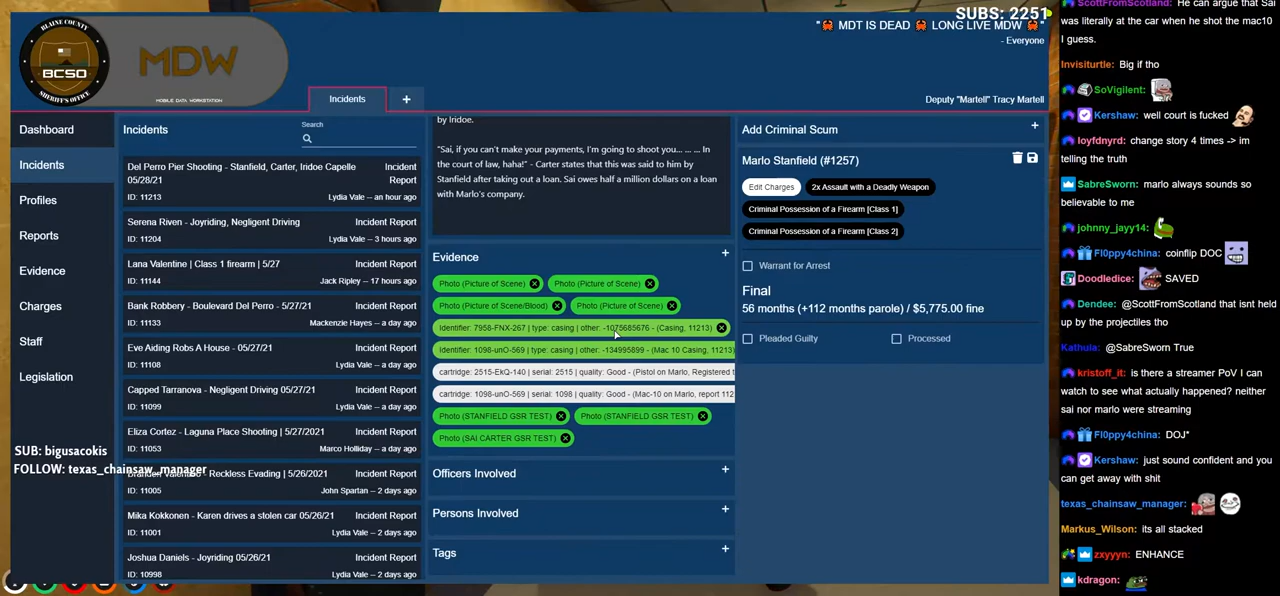 SUBS: 2251
"🦀 MDT IS DEAD 🦀 LONG LIVE MDW 🦀"
- Everyone
BLAINE COUNTY
BCSO
SHERIFF'S OFFICE
MDW
MOBILE DATA WORKSTATION
Incidents
+
Deputy "Martell" Tracy Martell
Dashboard
Incidents
Profiles
Reports
Evidence
Charges
Staff
Legislation
SUB: bigusacokis
FOLLOW: texas_chainsaw_manager
Incidents
Search
Del Perro Pier Shooting - Stanfield, Carter, Iridoe Capelle 05/28/21
Incident Report
ID: 11213
Lydia Vale -- an hour ago
Serena Riven - Joyriding, Negligent Driving
Incident Report
ID: 11204
Lydia Vale -- 3 hours ago
Lana Valentine | Class 1 firearm | 5/27
Incident Report
ID: 11144
Jack Ripley -- 17 hours ago
Bank Robbery - Boulevard Del Perro - 5/27/21
Incident Report
ID: 11133
Mackenzie Hayes -- a day ago
Eve Aiding Robs A House - 05/27/21
Incident Report
ID: 11108
Lydia Vale -- a day ago
Capped Tarranova - Negligent Driving 05/27/21
Incident Report
ID: 11099
Lydia Vale -- a day ago
Eliza Cortez - Laguna Place Shooting | 5/27/2021
Incident Report
ID: 11053
Marco Holliday -- a day ago
- Reckless Evading | 5/26/2021
Incident Report
ID: 11005
John Spartan -- 2 days ago
Mika Kokkonen - Karen drives a stolen car 05/26/21
Incident Report
ID: 11001
Lydia Vale -- 2 days ago
Joshua Daniels - Joyriding 05/26/21
Incident Report
ID: 10998
Lydia Vale -- 2 days ago
by Iridoe.
"Sai, if you can't make your payments, I'm going to shoot you... ... ... In
the court of law, haha!" - Carter states that this was said to him by
Stanfield after taking out a loan. Sai owes half a million dollars on a loan
with Marlo's company.
Evidence
+
Photo (Picture of Scene)
Photo (Picture of Scene)
Photo (Picture of Scene/Blood)
Photo (Picture of Scene)
Identifier: 7958-FNX-267 | type: casing | other: -1075685676 - (Casing, 11213)
Identifier: 1098-unO-569 | type: casing | other: -134995899 - (Mac 10 Casing, 11213)
cartridge: 2515-EkQ-140 | serial: 2515 | quality: Good - (Pistol on Marlo, Registered t
cartridge: 1098-unO-569 | serial: 1098 | quality: Good - (Mac-10 on Marlo, report 112
Photo (STANFIELD GSR TEST)
Photo (STANFIELD GSR TEST)
Photo (SAI CARTER GSR TEST)
Officers Involved
+
Persons Involved
+
Tags
+
Add Criminal Scum
+
Marlo Stanfield (#1257)
Edit Charges
2x Assault with a Deadly Weapon
Criminal Possession of a Firearm [Class 1]
Criminal Possession of a Firearm [Class 2]
Warrant for Arrest
Final
56 months (+112 months parole) / $5,775.00 fine
Pleaded Guilty
Processed
ScottFromScotland: He can argue that Sai
was literally at the car when he shot the mac10
I guess.
Invisiturtle: Big if tho
SoVigilent:
Kershaw: well court is fucked
loyfdnyrd: change story 4 times -> im
telling the truth
SabreSworn: marlo always sounds so
believable to me
johnny_jayy14:
Fl0ppy4china: coinflip DOC
Doodledice: SAVED
Dendee: @ScottFromScotland that isnt held
up by the projectiles tho
Kathula: @SabreSworn True
kristoff_it: is there a streamer PoV I can
watch to see what actually happened? neither
sai nor marlo were streaming
Fl0ppy4china: DOJ*
Kershaw: just sound confident and you
can get away with shit
texas_chainsaw_manager:
Markus_Wilson: its all stacked
zxyyyn: ENHANCE
kdragon: